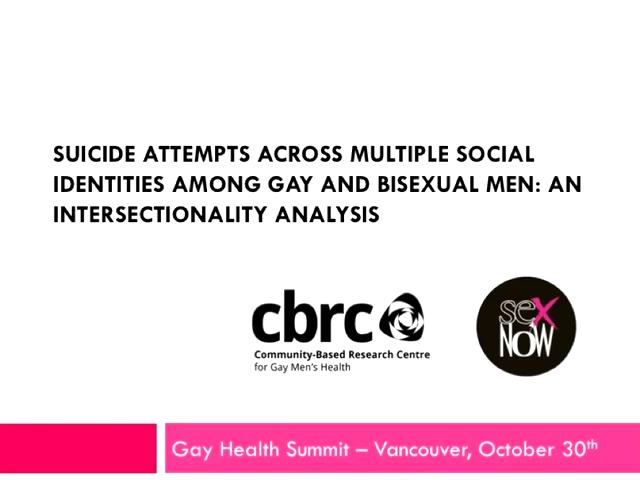 SUICIDE ATTEMPTS ACROSS MULTIPLE SOCIAL
IDENTITIES AMONG GAY AND BISEXUAL MEN: AN
INTERSECTIONALITY ANALYSIS
cbrc
Community-Based Research Centre
for Gay Men's Health
sex
NOW
Gay Health Summit – Vancouver, October 30th